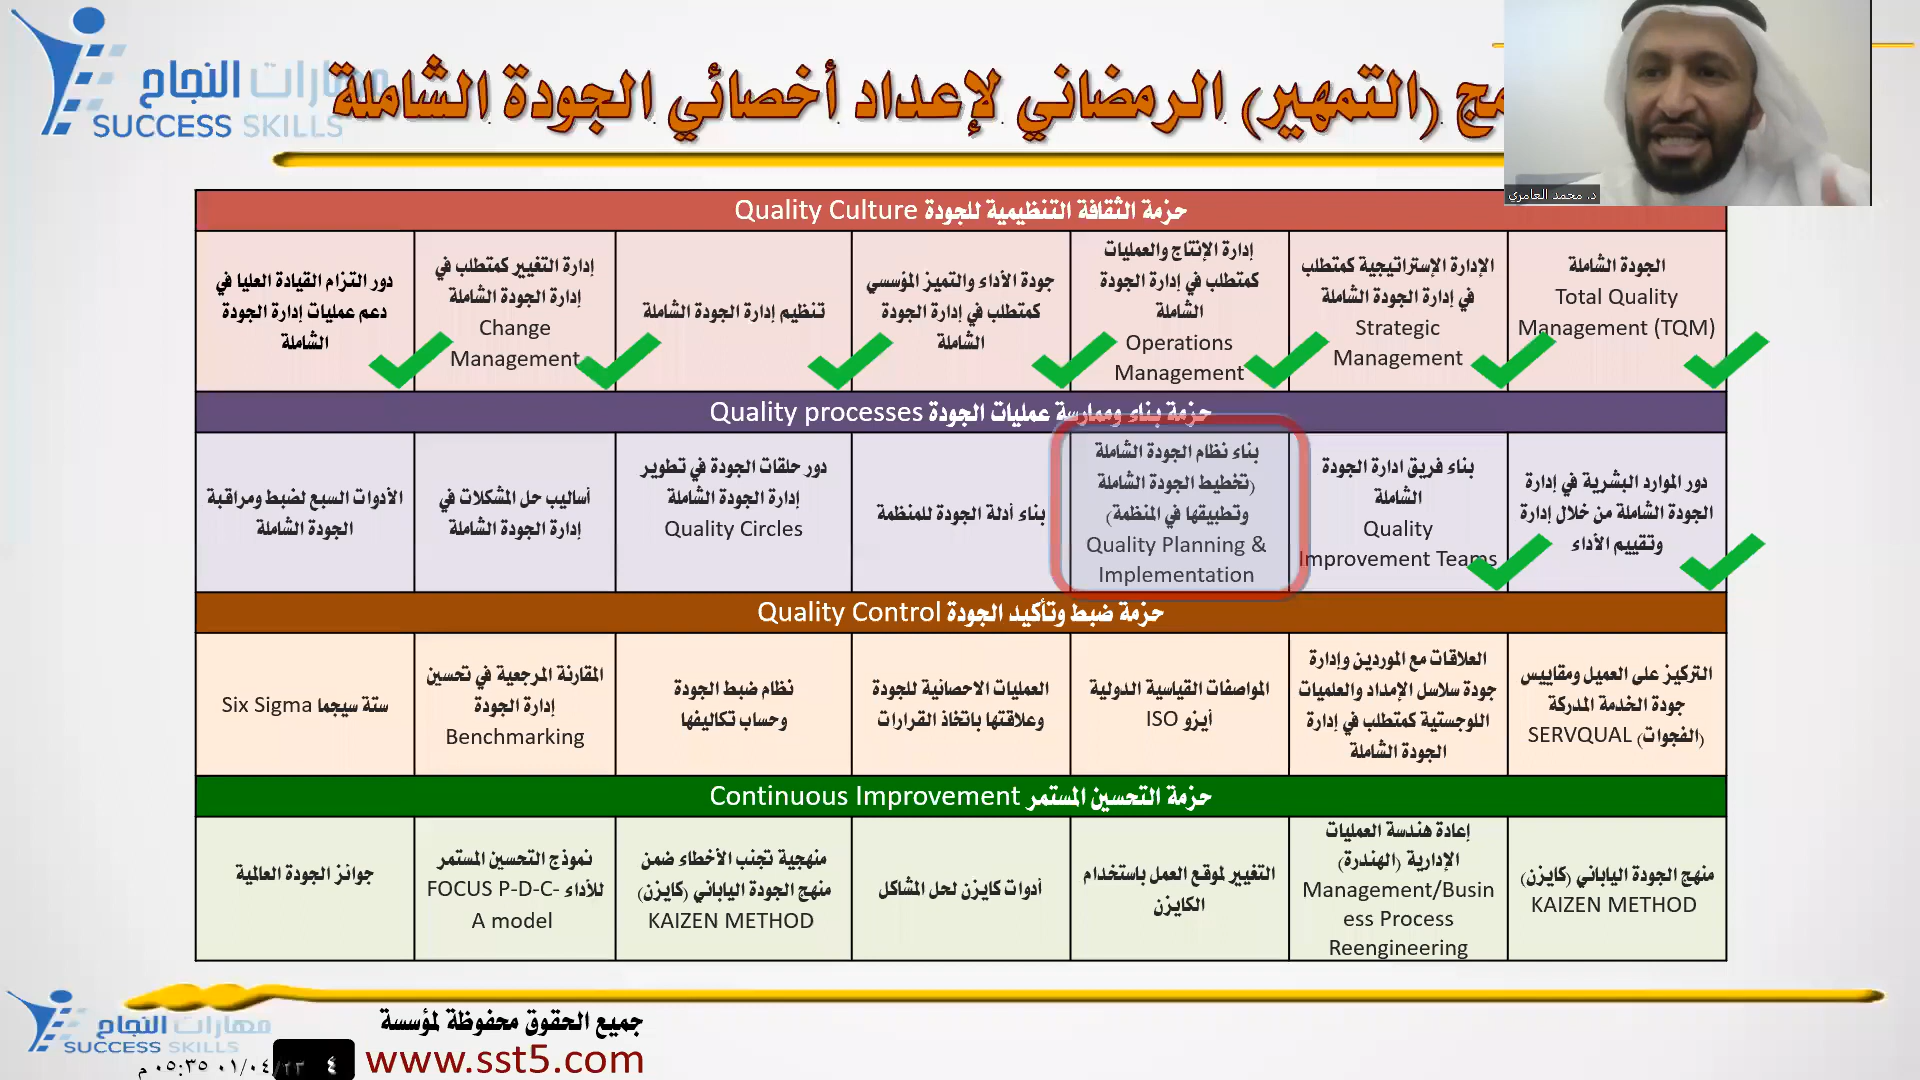 مهارات النجاح
SUCCESS SKILLS
(التمهير) الرمضاني لإعداد أخصائي الجودة الشاملة
د. محمد العامري
حزمة الثقافة التنظيمية للجودة Quality Culture
الجودة الشاملة
Total Quality
Management (TQM)
الإدارة الإستراتيجية كمتطلب
في إدارة الجودة الشاملة
Strategic
Management
إدارة الإنتاج والعمليات
كمتطلب في إدارة الجودة
الشاملة
Operations
Management
جودة الأداء والتميز المؤسسي
كمتطلب في إدارة الجودة
الشاملة
تنظيم إدارة الجودة الشاملة
إدارة التغيير كمتطلب في
إدارة الجودة الشاملة
Change
Management
دور التزام القيادة العليا في
دعم عمليات إدارة الجودة
الشاملة
حزمة بناء وممارسة عمليات الجودة Quality processes
دور الموارد البشرية في إدارة
الجودة الشاملة من خلال إدارة
وتقييم الأداء
بناء فريق ادارة الجودة
الشاملة
Quality
Improvement Teams
بناء نظام الجودة الشاملة
(تخطيط الجودة الشاملة
وتطبيقها في المنظمة)
Quality Planning &
Implementation
بناء أدلة الجودة للمنظمة
دور حلقات الجودة في تطوير
إدارة الجودة الشاملة
Quality Circles
أساليب حل المشكلات في
إدارة الجودة الشاملة
الأدوات السبع لضبط ومراقبة
الجودة الشاملة
حزمة ضبط وتأكيد الجودة Quality Control
التركيز على العميل ومقاييس
جودة الخدمة المدركة
(الفجوات) SERVQUAL
العلاقات مع الموردين وإدارة
جودة سلاسل الإمداد والعلميات
اللوجستية كمتطلب في إدارة
الجودة الشاملة
المواصفات القياسية الدولية
أيزو ISO
العمليات الاحصائية للجودة
وعلاقتها باتخاذ القرارات
نظام ضبط الجودة
وحساب تكاليفها
المقارنة المرجعية في تحسين
إدارة الجودة
Benchmarking
ستة سيجما Six Sigma
حزمة التحسين المستمر Continuous Improvement
منهج الجودة الياباني (كايزن)
KAIZEN METHOD
إعادة هندسة العمليات
الإدارية (الهندرة)
Management/Busin
ess Process
Reengineering
التغيير لموقع العمل باستخدام
الكايزن
أدوات كايزن لحل المشاكل
منهجية تجنب الأخطاء ضمن
منهج الجودة الياباني (كايزن)
KAIZEN METHOD
نموذج التحسين المستمر
للأداء FOCUS P-D-C-
A model
جوائز الجودة العالمية
مهارات النجاح
SUCCESS SKILLS
جميع الحقوق محفوظة لمؤسسة
www.sst5.com
٤
٠١/٠٤/٢٣ ٠٥:٣٥ م